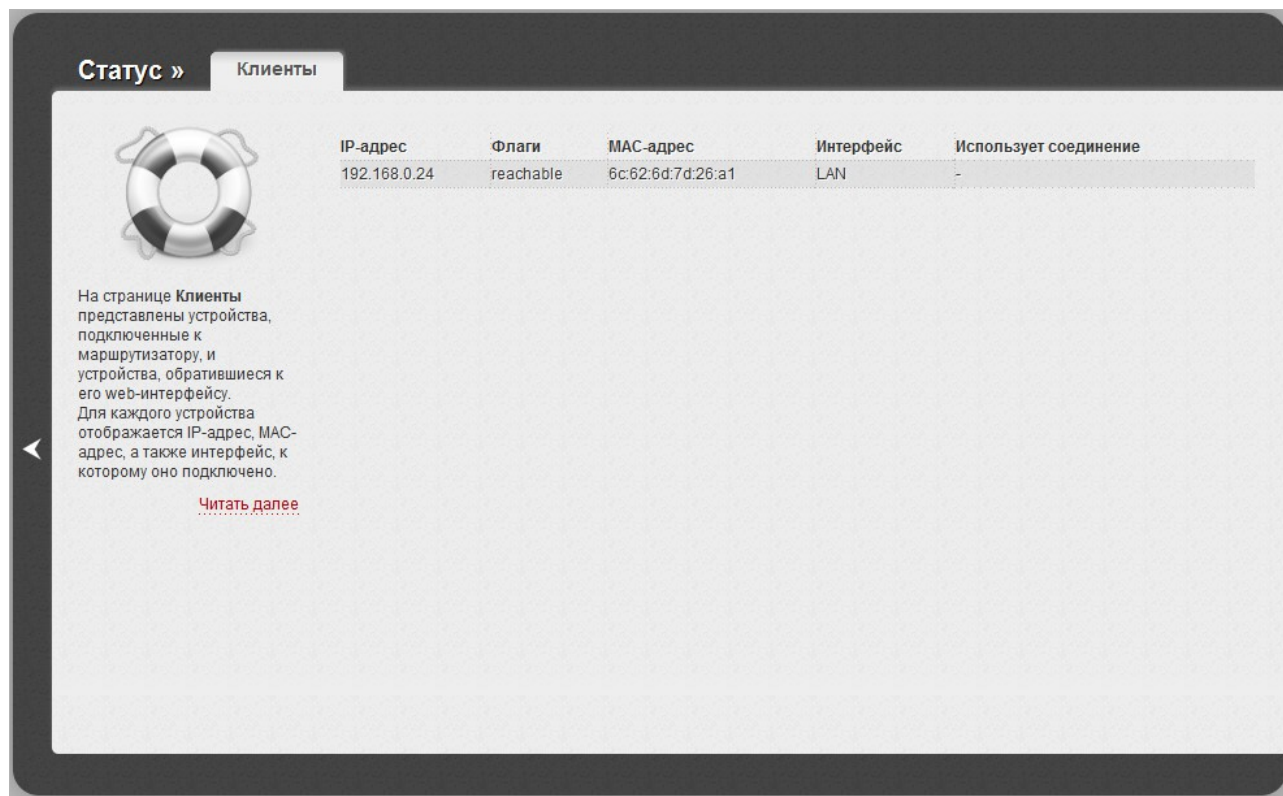 Статус » Клиенты
IP-адрес Флаги MAC-адрес Интерфейс Использует соединение
192.168.0.24 reachable 6c:62:6d:7d:26:a1 LAN -
На странице Клиенты
представлены устройства,
подключенные к
маршрутизатору, и
устройства, обратившиеся к
его web-интерфейсу.
Для каждого устройства
отображается IP-адрес, MAC-
адрес, а также интерфейс, к
которому оно подключено.
Читать далее